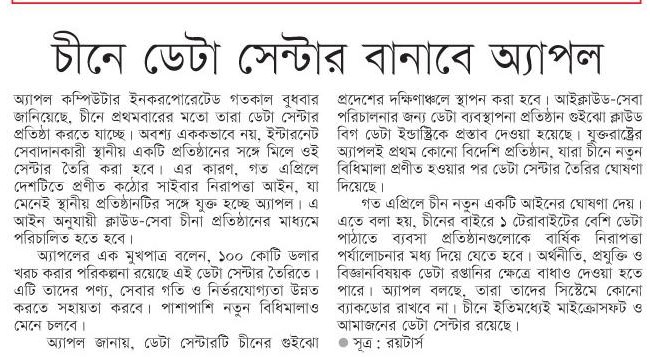 চীনে ডেটা সেন্টার বানাবে অ্যাপল
অ্যাপল কম্পিউটার ইনকরপোরেটেড গতকাল বুধবার
জানিয়েছে, চীনে প্রথমবারের মতো তারা ডেটা সেন্টার
প্রতিষ্ঠা করতে যাচ্ছে। অবশ্য এককভাবে নয়, ইন্টারনেট
সেবাদানকারী স্থানীয় একটি প্রতিষ্ঠানের সঙ্গে মিলে ওই
সেন্টার তৈরি করা হবে। এর কারণ, গত এপ্রিলে
দেশটিতে প্রণীত কঠোর সাইবার নিরাপত্তা আইন, যা
মেনেই স্থানীয় প্রতিষ্ঠানটির সঙ্গে যুক্ত হচ্ছে অ্যাপল। এ
আইন অনুযায়ী ক্লাউড-সেবা চীনা প্রতিষ্ঠানের মাধ্যমে
পরিচালিত হতে হবে।
অ্যাপলের এক মুখপাত্র বলেন, ১০০ কোটি ডলার
খরচ করার পরিকল্পনা রয়েছে এই ডেটা সেন্টার তৈরিতে।
এটি তাদের পণ্য, সেবার গতি ও নির্ভরযোগ্যতা উন্নত
করতে সহায়তা করবে। পাশাপাশি নতুন বিধিমালাও
মেনে চলবে।
অ্যাপল জানায়, ডেটা সেন্টারটি চীনের গুইঝো
প্রদেশের দক্ষিণাঞ্চলে স্থাপন করা হবে। আইক্লাউড-সেবা
পরিচালনার জন্য ডেটা ব্যবস্থাপনা প্রতিষ্ঠান গুইঝো ক্লাউড
বিগ ডেটা ইন্ডাস্ট্রিকে প্রস্তাব দেওয়া হয়েছে। যুক্তরাষ্ট্রের
অ্যাপলই প্রথম কোনো বিদেশি প্রতিষ্ঠান, যারা চীনে নতুন
বিধিমালা প্রণীত হওয়ার পর ডেটা সেন্টার তৈরির ঘোষণা
দিয়েছে।
গত এপ্রিলে চীন নতুন একটি আইনের ঘোষণা দেয়।
এতে বলা হয়, চীনের বাইরে ১ টেরাবাইটের বেশি ডেটা
পাঠাতে ব্যবসা প্রতিষ্ঠানগুলোকে বার্ষিক নিরাপত্তা
পর্যালোচনার মধ্য দিয়ে যেতে হবে। অর্থনীতি, প্রযুক্তি ও
বিজ্ঞানবিষয়ক ডেটা রপ্তানির ক্ষেত্রে বাধাও দেওয়া হতে
পারে। অ্যাপল বলছে, তারা তাদের সিস্টেমে কোনো
ব্যাকডোর রাখবে না। চীনে ইতিমধ্যেই মাইক্রোসফট ও
আমাজনের ডেটা সেন্টার রয়েছে।
● সূত্র : রয়টার্স